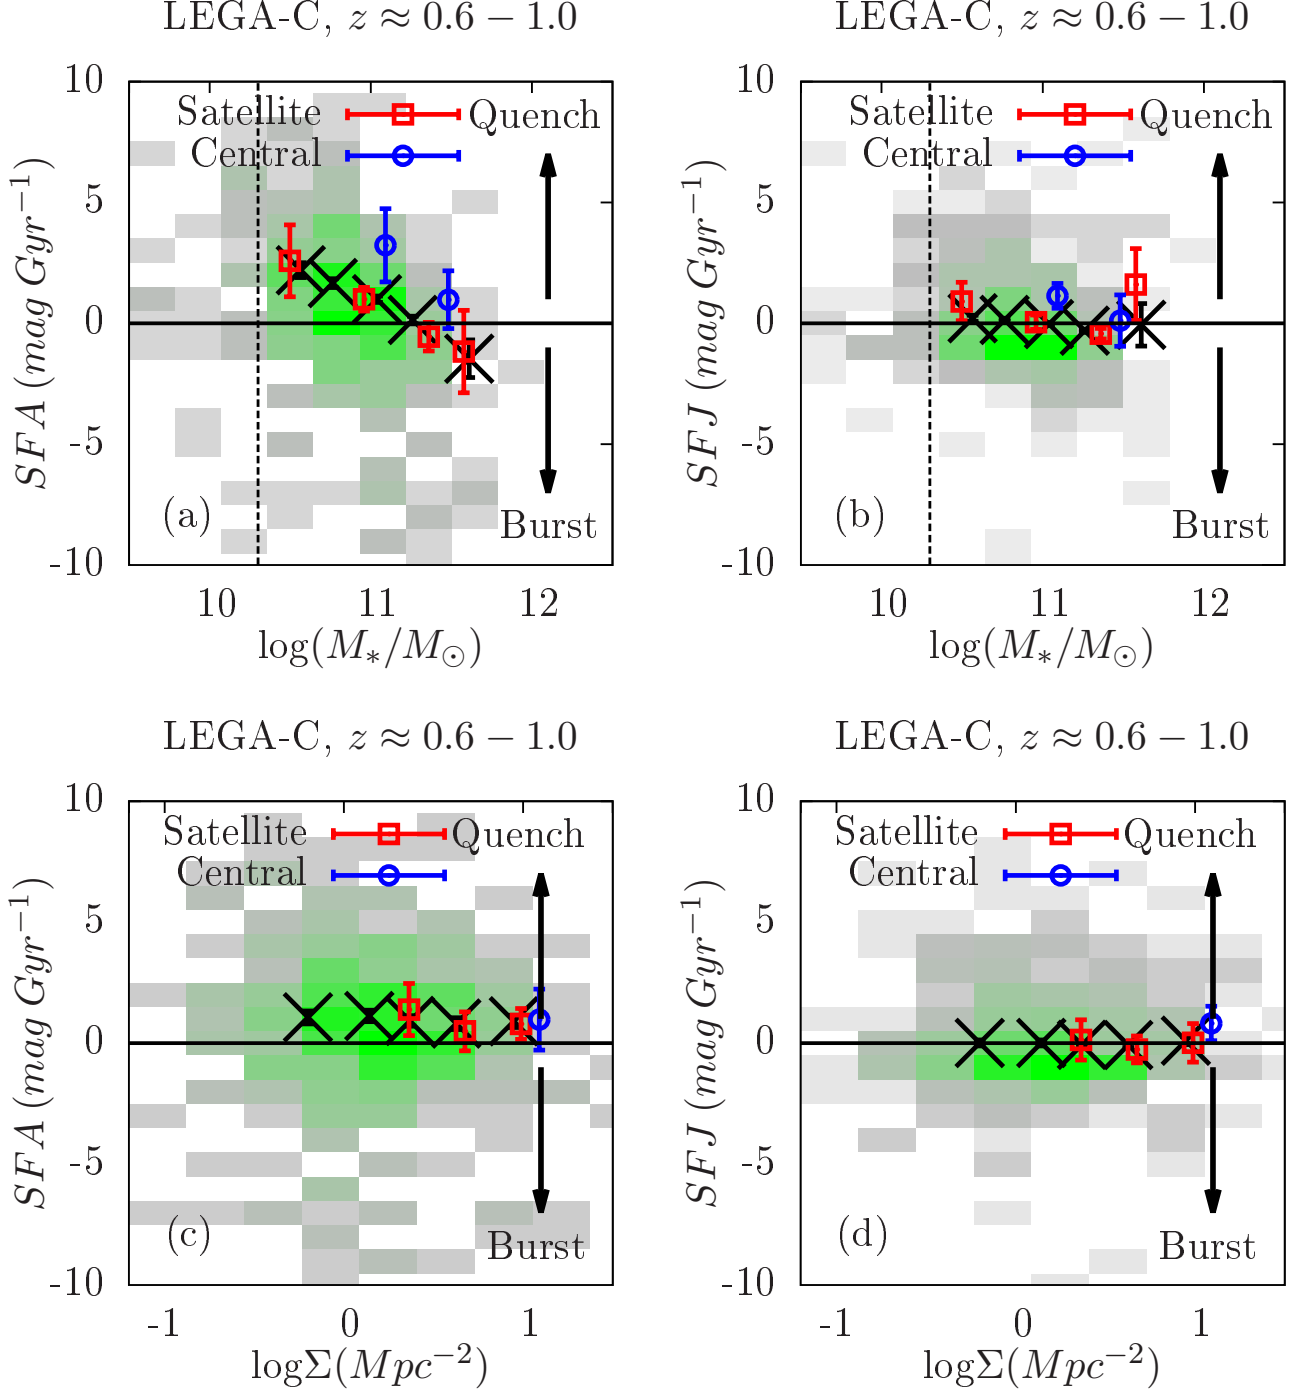 LEGA-C, z ≈ 0.6 − 1.0
10
5
0
-5
-10
SFA (mag Gyr⁻¹)
Satellite
Central
Quench
Burst
(a)
10 11 12
log(M∗/M⊙)
LEGA-C, z ≈ 0.6 − 1.0
10
5
0
-5
-10
SFJ (mag Gyr⁻¹)
Satellite
Central
Quench
Burst
(b)
10 11 12
log(M∗/M⊙)
LEGA-C, z ≈ 0.6 − 1.0
10
5
0
-5
-10
SFA (mag Gyr⁻¹)
Satellite
Central
Quench
Burst
(c)
-1 0 1
logΣ(Mpc⁻²)
LEGA-C, z ≈ 0.6 − 1.0
10
5
0
-5
-10
SFJ (mag Gyr⁻¹)
Satellite
Central
Quench
Burst
(d)
-1 0 1
logΣ(Mpc⁻²)